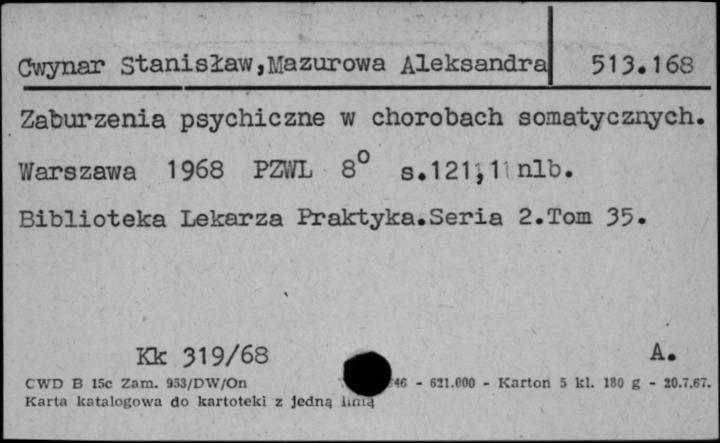 Cwynar Stanisław,Mazurowa Aleksandra 513.168
Zaburzenia psychiczne w chorobach somatycznych.
Warszawa 1968 PZWL 8° s.121,1 nlb.
Biblioteka Lekarza Praktyka.Seria 2.Tom 35.
Kk 319/68 A.
CWD B 15c Zam. 953/DW/On 46 - 621.000 - Karton 5 kl. 180 g - 20.7.67.
Karta katalogowa do kartoteki z jedną linią